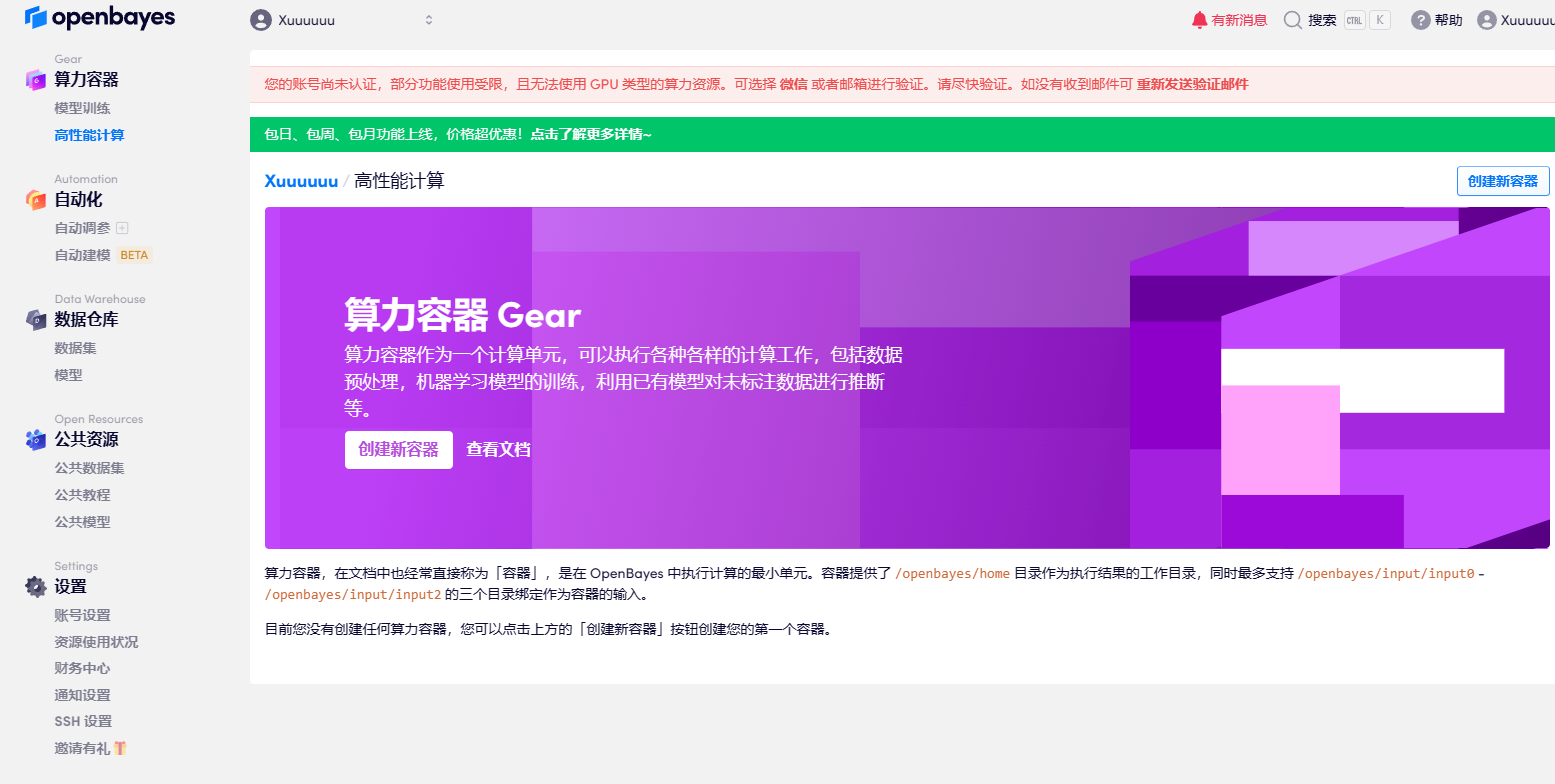 openbayes
Xuuuuuu
有新消息
搜索
CTRL
K
帮助
Gear
算力容器
模型训练
高性能计算
Automation
自动化
自动调参
自动建模 BETA
Data Warehouse
数据仓库
数据集
模型
Open Resources
公共资源
公共数据集
公共教程
公共模型
Settings
设置
账号设置
资源使用状况
财务中心
通知设置
SSH 设置
邀请有礼
您的账号尚未认证，部分功能使用受限，且无法使用 GPU 类型的算力资源。可选择 微信 或者邮箱进行验证。请尽快验证。如没有收到邮件可 重新发送验证邮件
包日、包周、包月功能上线，价格超优惠！点击了解更多详情~
Xuuuuuu / 高性能计算
创建新容器
算力容器 Gear
算力容器作为一个计算单元，可以执行各种各样的计算工作，包括数据
预处理，机器学习模型的训练，利用已有模型对未标注数据进行推断
等。
创建新容器
查看文档
算力容器，在文档中也经常直接称为「容器」，是在 OpenBayes 中执行计算的最小单元。容器提供了 /openbayes/home 目录作为执行结果的工作目录，同时最多支持 /openbayes/input/input0 -
/openbayes/input/input2 的三个目录绑定作为容器的输入。
目前您没有创建任何算力容器，您可以点击上方的「创建新容器」按钮创建您的第一个容器。